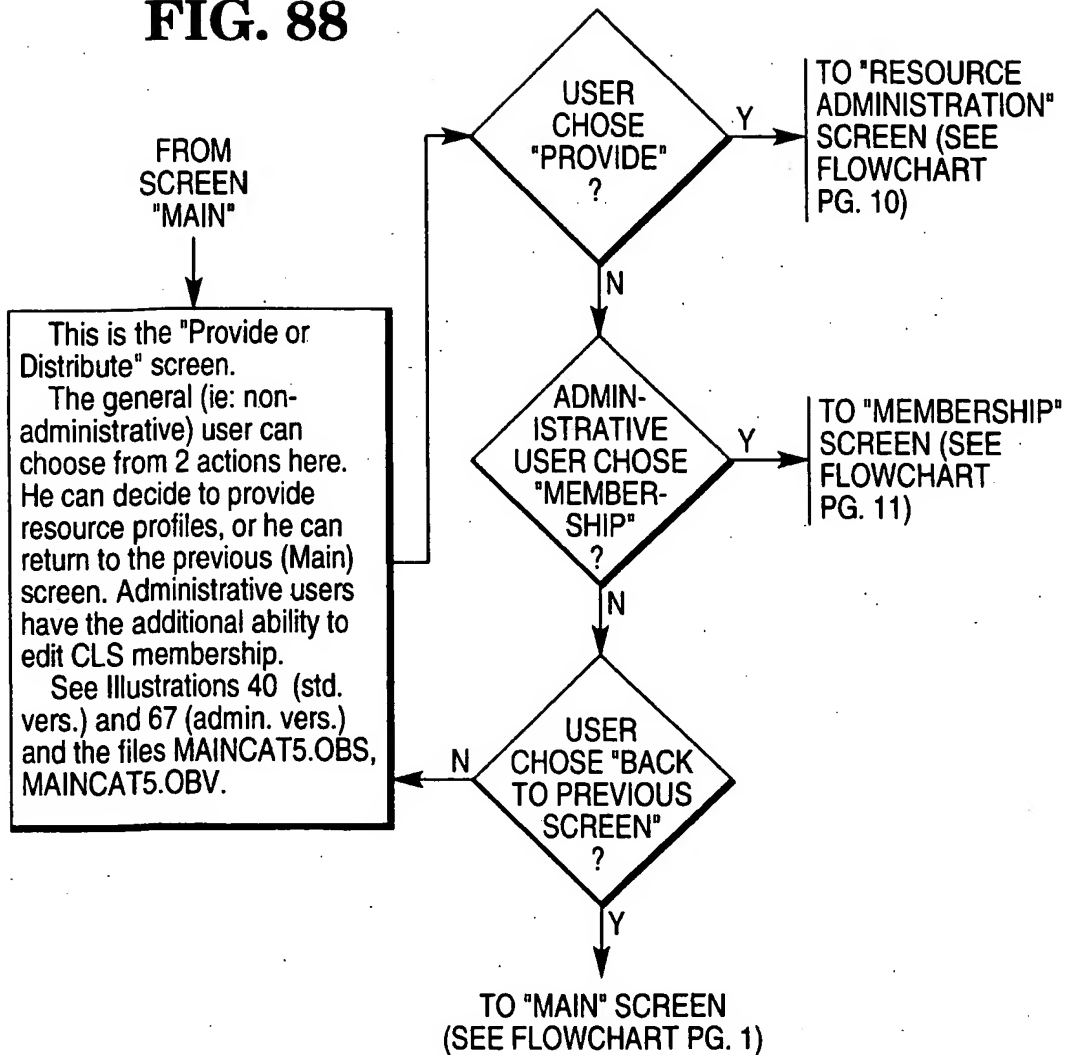 FIG. 88
FROM
SCREEN
"MAIN"
This is the "Provide or
Distribute" screen.
The general (ie: non-
administrative) user can
choose from 2 actions here.
He can decide to provide
resource profiles, or he can
return to the previous (Main)
screen. Administrative users
have the additional ability to
edit CLS membership.
See Illustrations 40 (std.
vers.) and 67 (admin. vers.)
and the files MAINCAT5.OBS,
MAINCAT5.OBV.
USER
CHOSE
"PROVIDE"
?
Y
TO "RESOURCE
ADMINISTRATION"
SCREEN (SEE
FLOWCHART
PG. 10)
N
ADMIN-
ISTRATIVE
USER CHOSE
"MEMBER-
SHIP"
?
Y
TO "MEMBERSHIP"
SCREEN (SEE
FLOWCHART
PG. 11)
N
USER
CHOSE "BACK
TO PREVIOUS
SCREEN"
?
N
Y
TO "MAIN" SCREEN
(SEE FLOWCHART PG. 1)